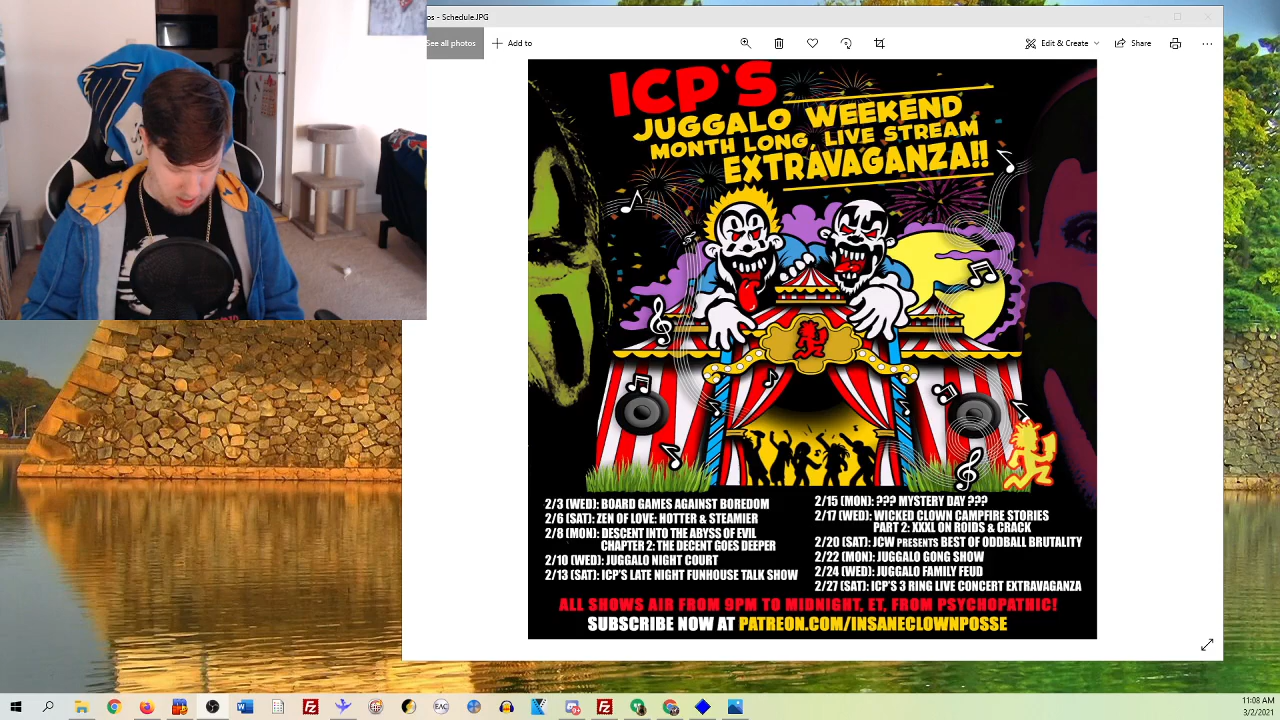 os - Schedule.JPG
See all photos
Add to
Edit & Create
Share
ICP'S
JUGGALO WEEKEND
MONTH LONG, LIVE STREAM
EXTRAVAGANZA!!
2/3 (WED): BOARD GAMES AGAINST BOREDOM
2/6 (SAT): ZEN OF LOVE: HOTTER & STEAMIER
2/8 (MON): DESCENT INTO THE ABYSS OF EVIL
CHAPTER 2: THE DECENT GOES DEEPER
2/10 (WED): JUGGALO NIGHT COURT
2/13 (SAT): ICP'S LATE NIGHT FUNHOUSE TALK SHOW
2/15 (MON): ??? MYSTERY DAY ???
2/17 (WED): WICKED CLOWN CAMPFIRE STORIES
PART 2: XXXL ON ROIDS & CRACK
2/20 (SAT): JCW PRESENTS BEST OF ODDBALL BRUTALITY
2/22 (MON): JUGGALO GONG SHOW
2/24 (WED): JUGGALO FAMILY FEUD
2/27 (SAT): ICP'S 3 RING LIVE CONCERT EXTRAVAGANZA
ALL SHOWS AIR FROM 9PM TO MIDNIGHT, ET, FROM PSYCHOPATHIC!
SUBSCRIBE NOW AT PATREON.COM/INSANECLOWNPOSSE
EAC
11:08 AM
3/2/2021